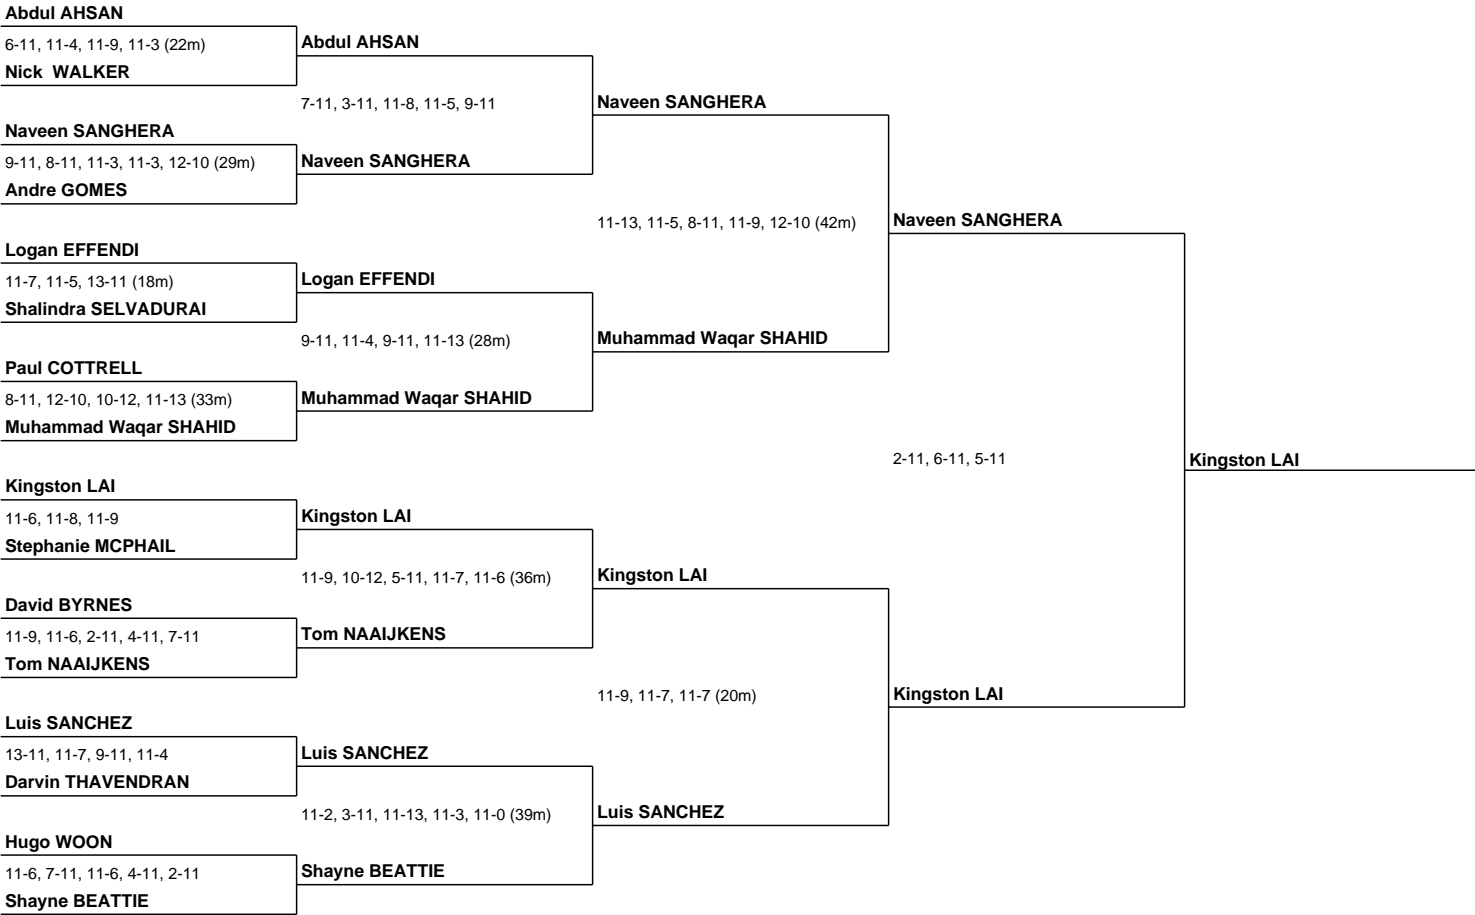 Abdul AHSAN
6-11, 11-4, 11-9, 11-3 (22m)
Nick  WALKER
Naveen SANGHERA
9-11, 8-11, 11-3, 11-3, 12-10 (29m)
Andre GOMES
Logan EFFENDI
11-7, 11-5, 13-11 (18m)
Shalindra SELVADURAI
Paul COTTRELL
8-11, 12-10, 10-12, 11-13 (33m)
Muhammad Waqar SHAHID
Kingston LAI
11-6, 11-8, 11-9
Stephanie MCPHAIL
David BYRNES
11-9, 11-6, 2-11, 4-11, 7-11
Tom NAAIJKENS
Luis SANCHEZ
13-11, 11-7, 9-11, 11-4
Darvin THAVENDRAN
Hugo WOON
11-6, 7-11, 11-6, 4-11, 2-11
Shayne BEATTIE
Abdul AHSAN
7-11, 3-11, 11-8, 11-5, 9-11
Naveen SANGHERA
Logan EFFENDI
9-11, 11-4, 9-11, 11-13 (28m)
Muhammad Waqar SHAHID
Kingston LAI
11-9, 10-12, 5-11, 11-7, 11-6 (36m)
Tom NAAIJKENS
Luis SANCHEZ
11-2, 3-11, 11-13, 11-3, 11-0 (39m)
Shayne BEATTIE
Naveen SANGHERA
11-13, 11-5, 8-11, 11-9, 12-10 (42m)
Muhammad Waqar SHAHID
Kingston LAI
11-9, 11-7, 11-7 (20m)
Luis SANCHEZ
Naveen SANGHERA
2-11, 6-11, 5-11
Kingston LAI
Kingston LAI